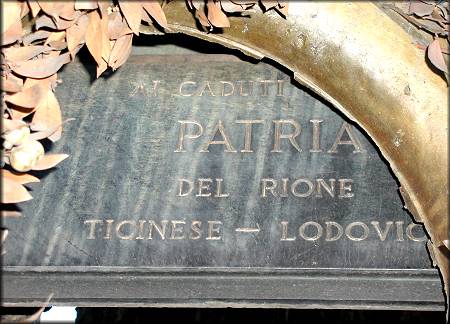 AI CADUTI
PATRIA
DEL RIONE
TICINESE – LODOVIC